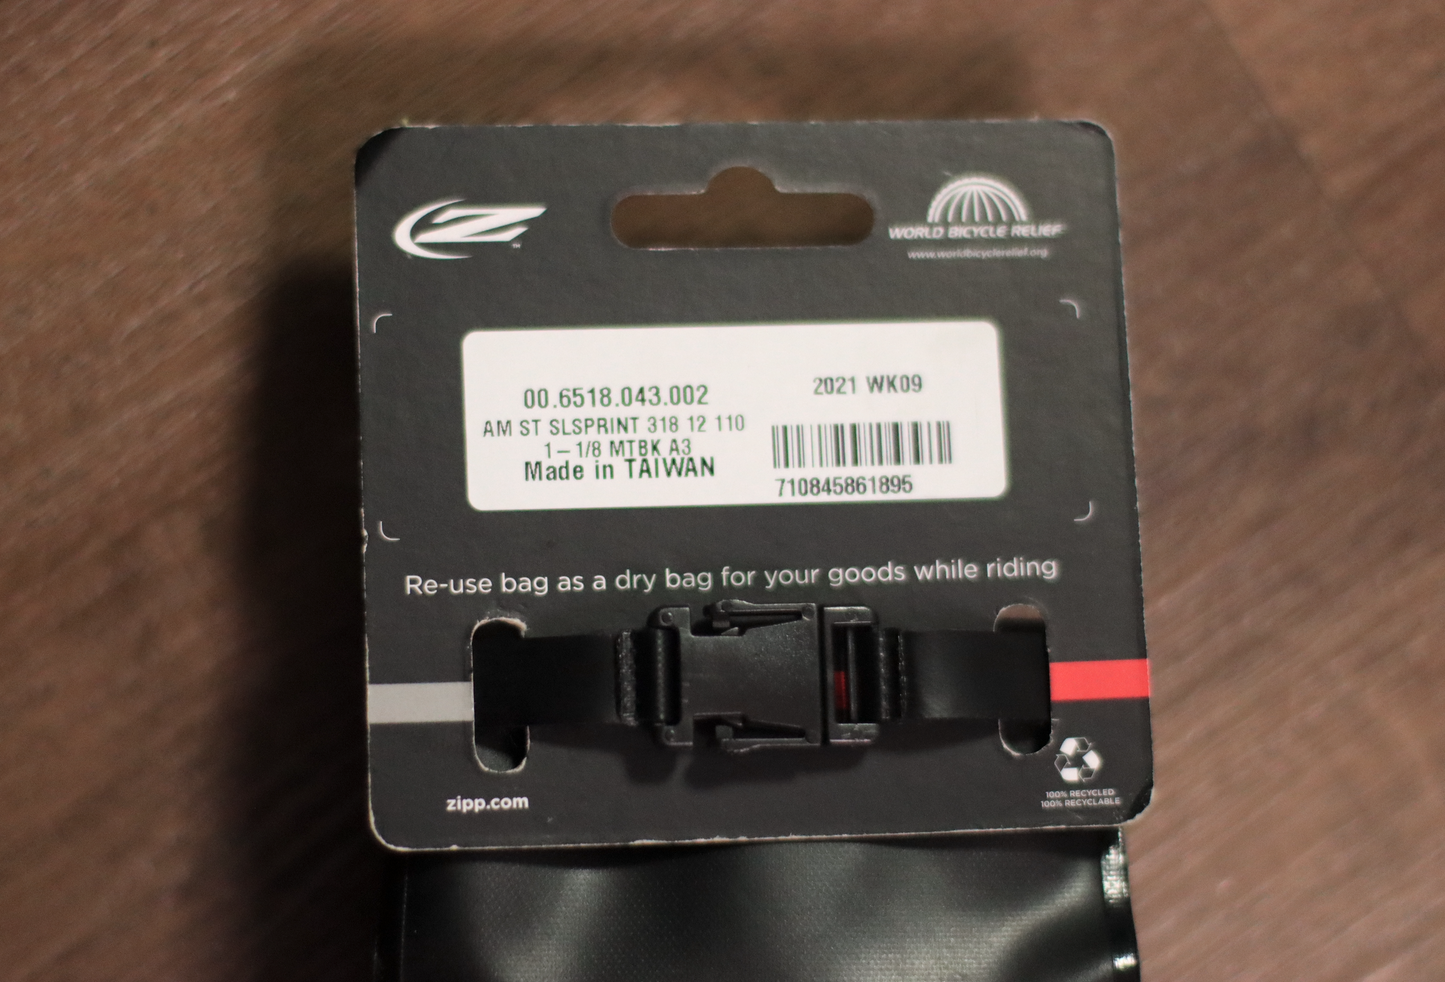 Z™
WORLD BICYCLE RELIEF
www.worldbicyclerelief.org
00.6518.043.002
2021 WK09
AM ST SLSPRINT 318 12 110
1-1/8 MTBK A3
Made in TAIWAN
710845861895
Re-use bag as a dry bag for your goods while riding
zipp.com
100% RECYCLED
100% RECYCLABLE